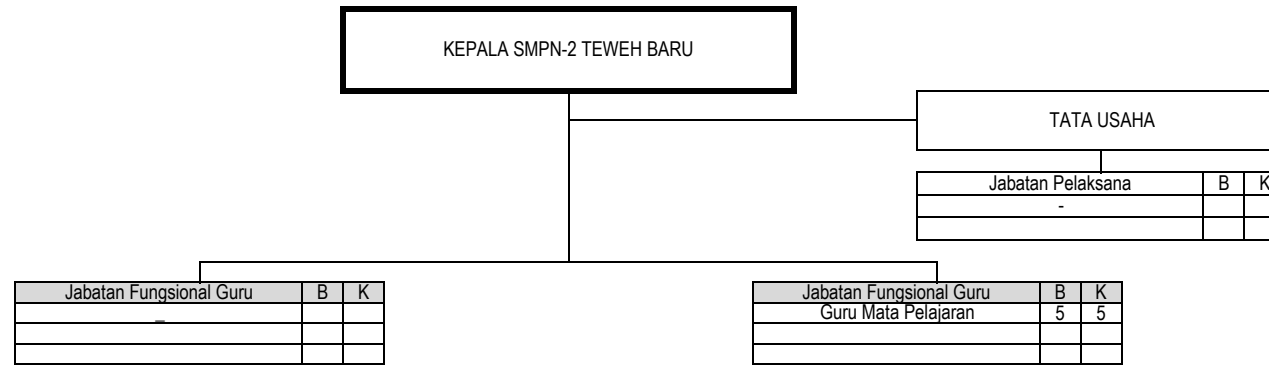 KEPALA SMPN-2 TEWEH BARU
TATA USAHA
Jabatan Pelaksana B K
-
Jabatan Fungsional Guru B K
_
Jabatan Fungsional Guru B K
Guru Mata Pelajaran 5 5